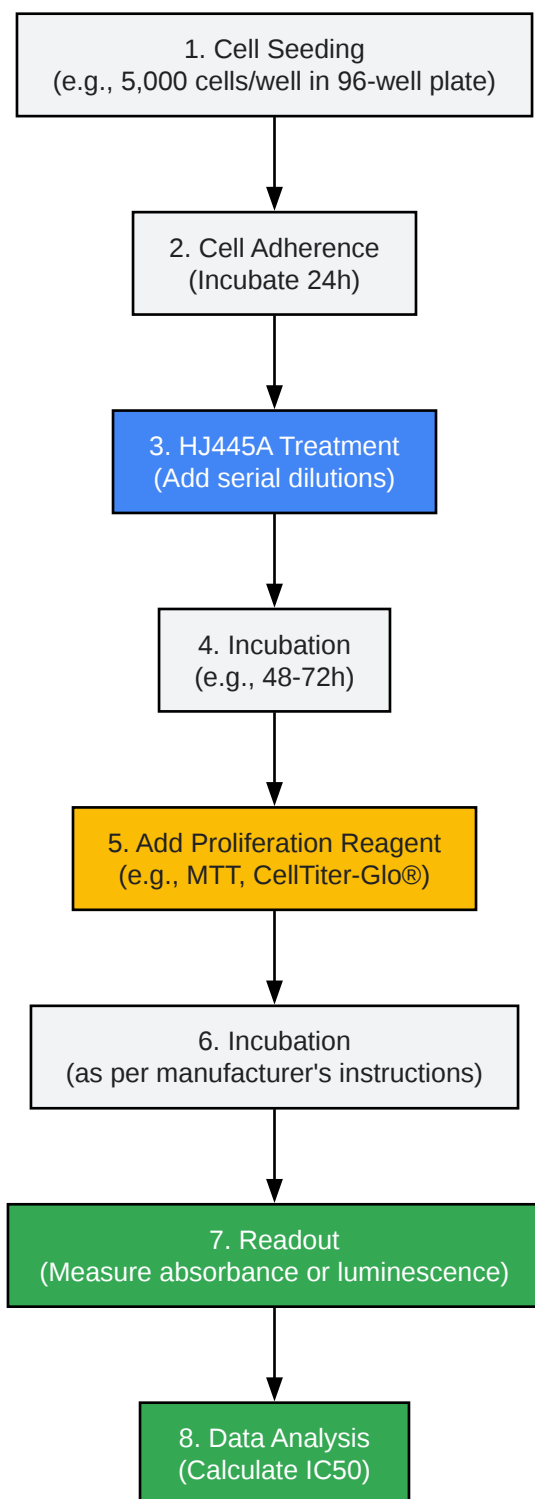 1. Cell Seeding
(e.g., 5,000 cells/well in 96-well plate)
2. Cell Adherence
(Incubate 24h)
3. HJ445A Treatment
(Add serial dilutions)
4. Incubation
(e.g., 48-72h)
5. Add Proliferation Reagent
(e.g., MTT, CellTiter-Glo®)
6. Incubation
(as per manufacturer's instructions)
7. Readout
(Measure absorbance or luminescence)
8. Data Analysis
(Calculate IC50)